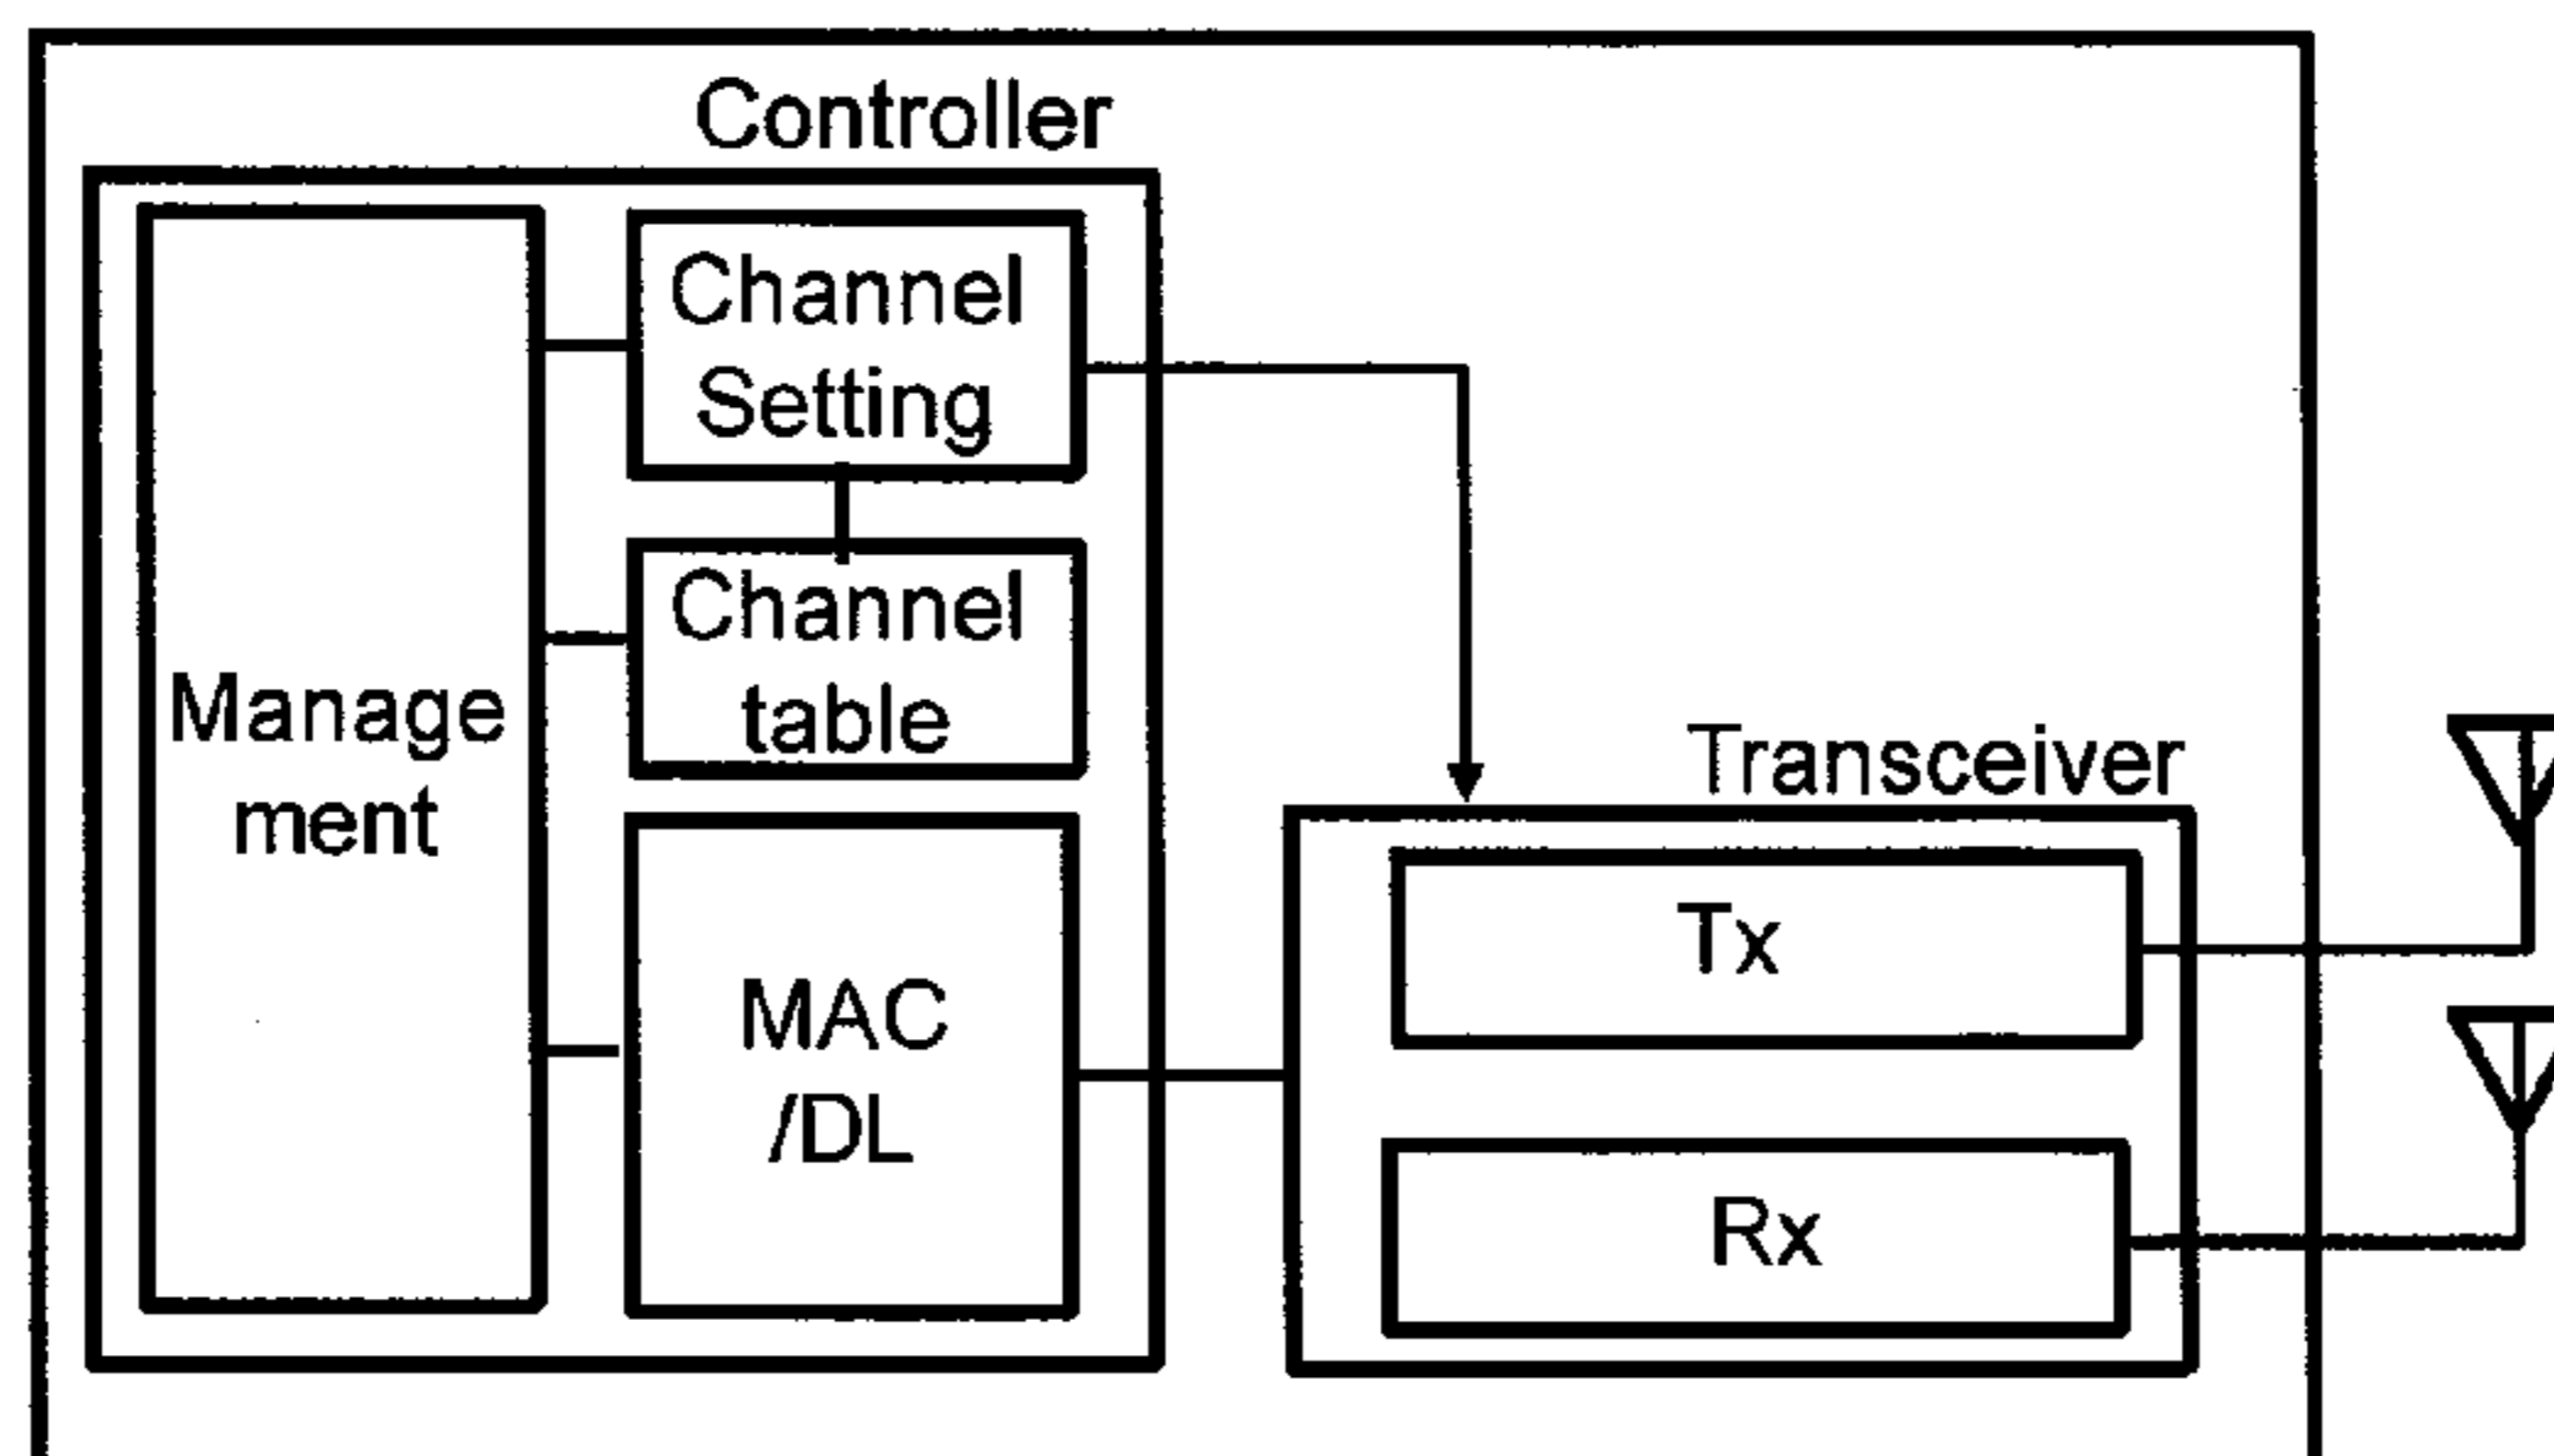 Controller
Channel
Setting
Channel
table
Manage
ment
MAC
/DL
Transceiver
Tx
Rx